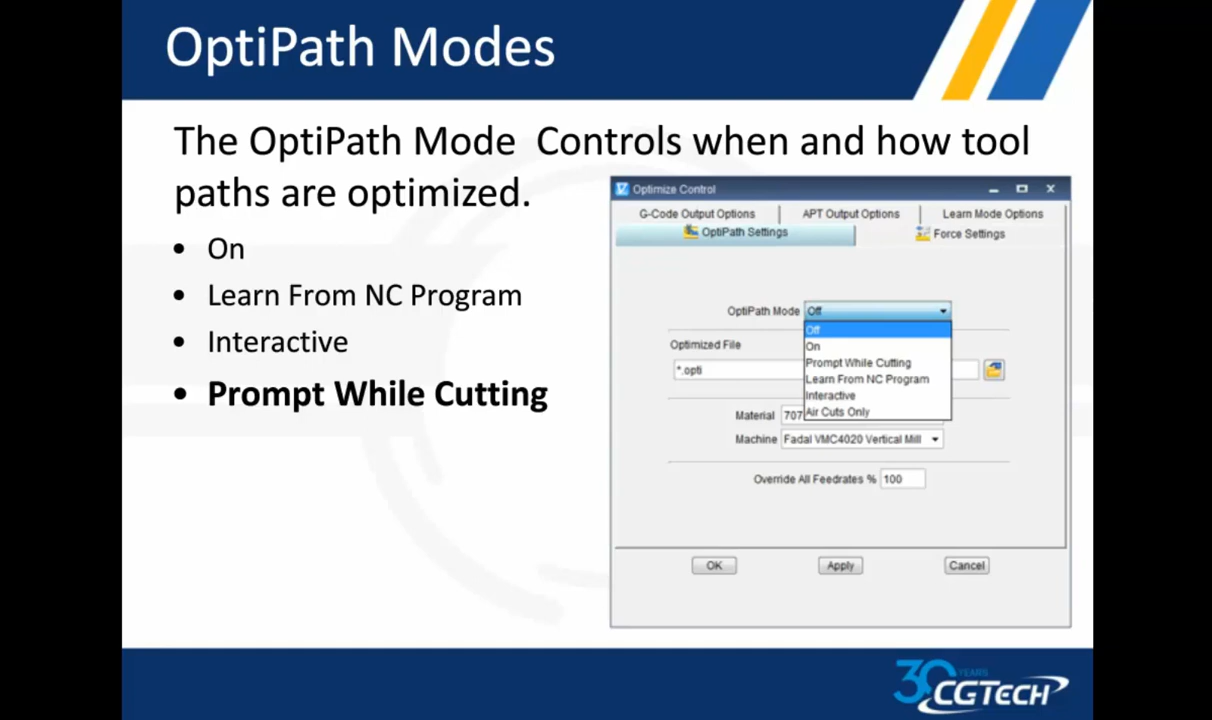 OptiPath Modes
The OptiPath Mode Controls when and how tool
paths are optimized.
• On
• Learn From NC Program
• Interactive
• Prompt While Cutting
Optimize Control
G-Code Output Options
APT Output Options
Learn Mode Options
OptiPath Settings
Force Settings
OptiPath Mode Off
Off
On
Prompt While Cutting
Learn From NC Program
Interactive
Air Cuts Only
Optimized File
*.opti
Material 707
Machine Fadal VMC4020 Vertical Mill
Override All Feedrates % 100
OK Apply Cancel
30 YEARS
CGTECH